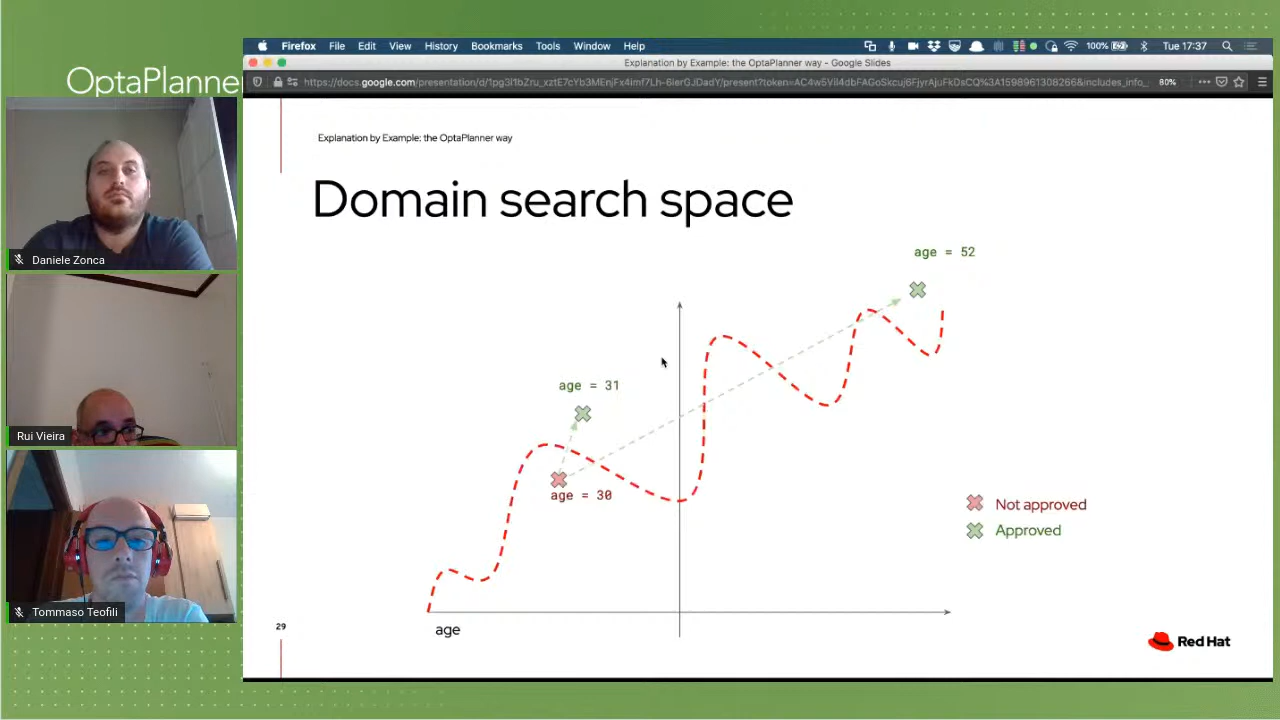 OptaPlanner
Firefox File Edit View History Bookmarks Tools Window Help 100% Tue 17:37
Explanation by Example: the OptaPlanner way - Google Slides
80%
Explanation by Example: the OptaPlanner way
Domain search space
age = 52
age = 31
age = 30
Not approved
Approved
age
29
Red Hat
Daniele Zonca
Rui Vieira
Tommaso Teofili